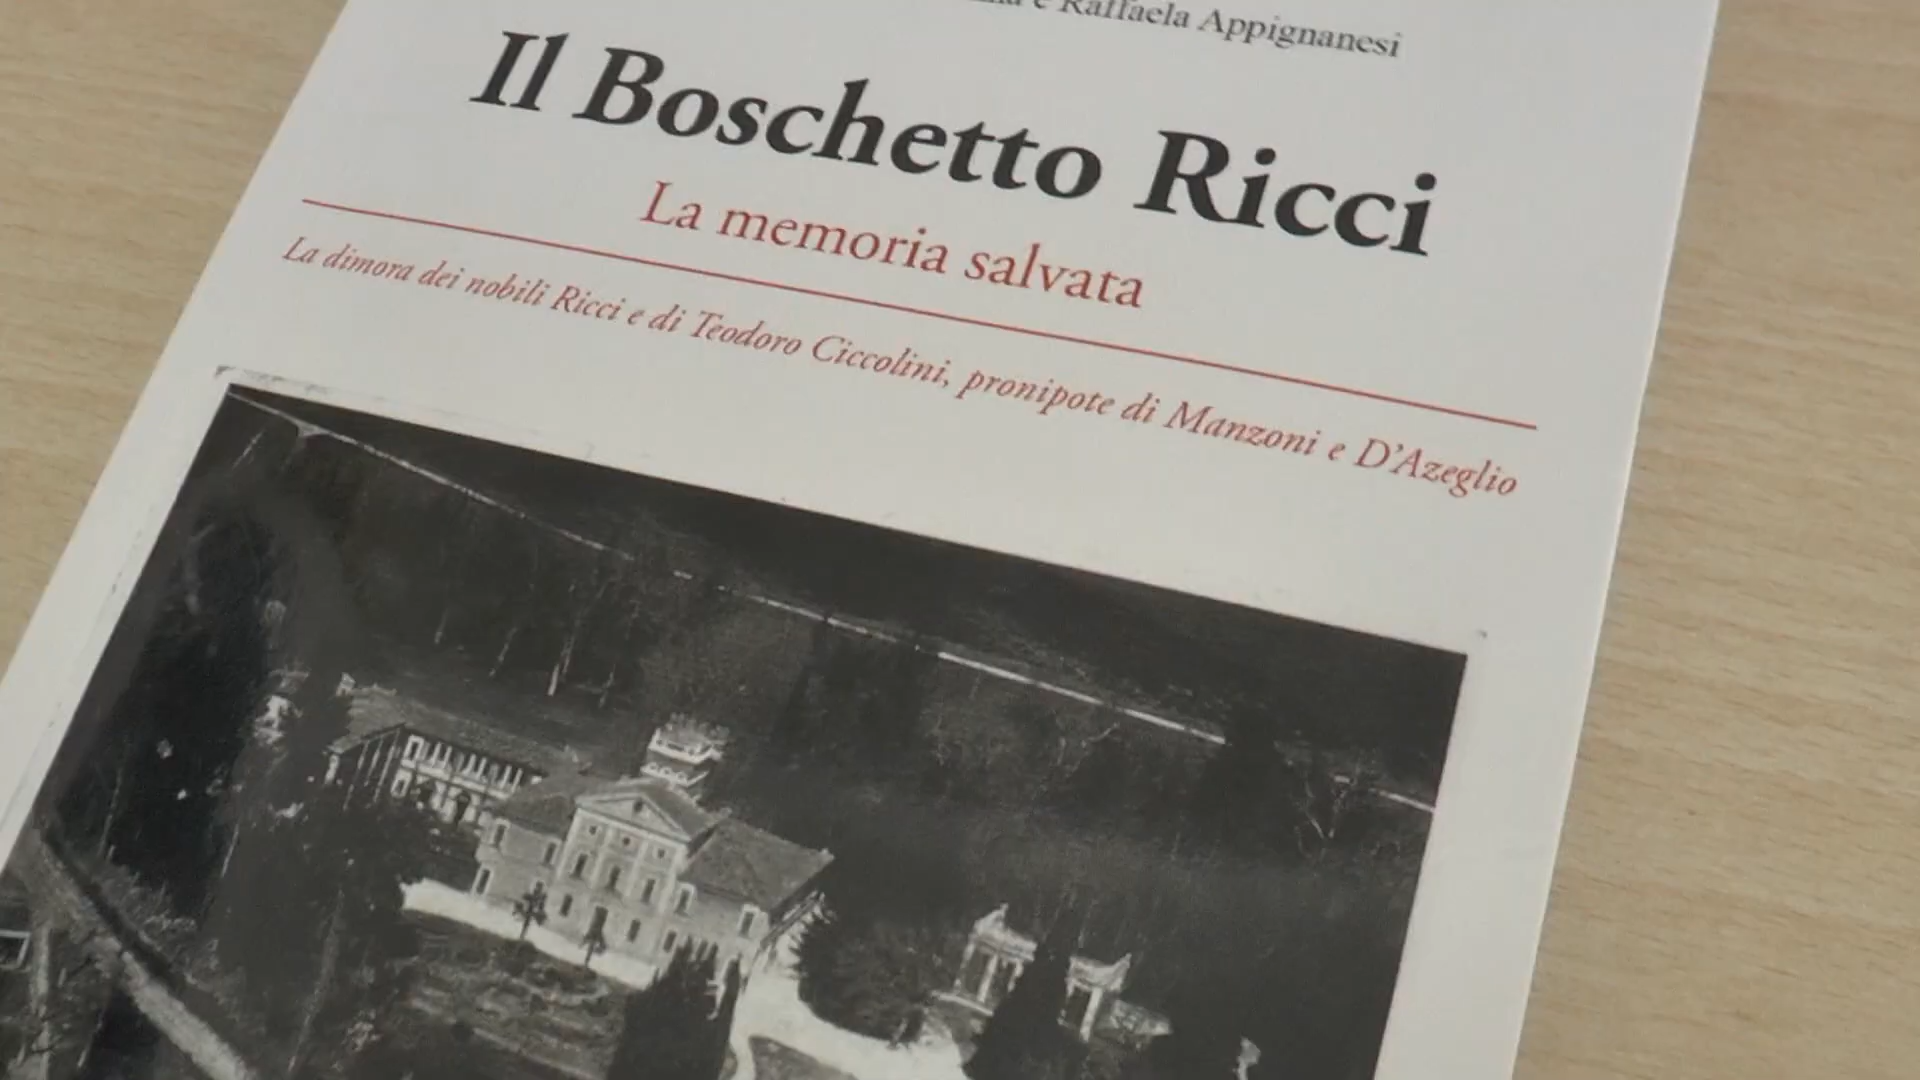 e Raffaela Appignanesi
Il Boschetto Ricci
La memoria salvata
La dimora dei nobili Ricci e di Teodoro Ciccolini, pronipote di Manzoni e D'Azeglio